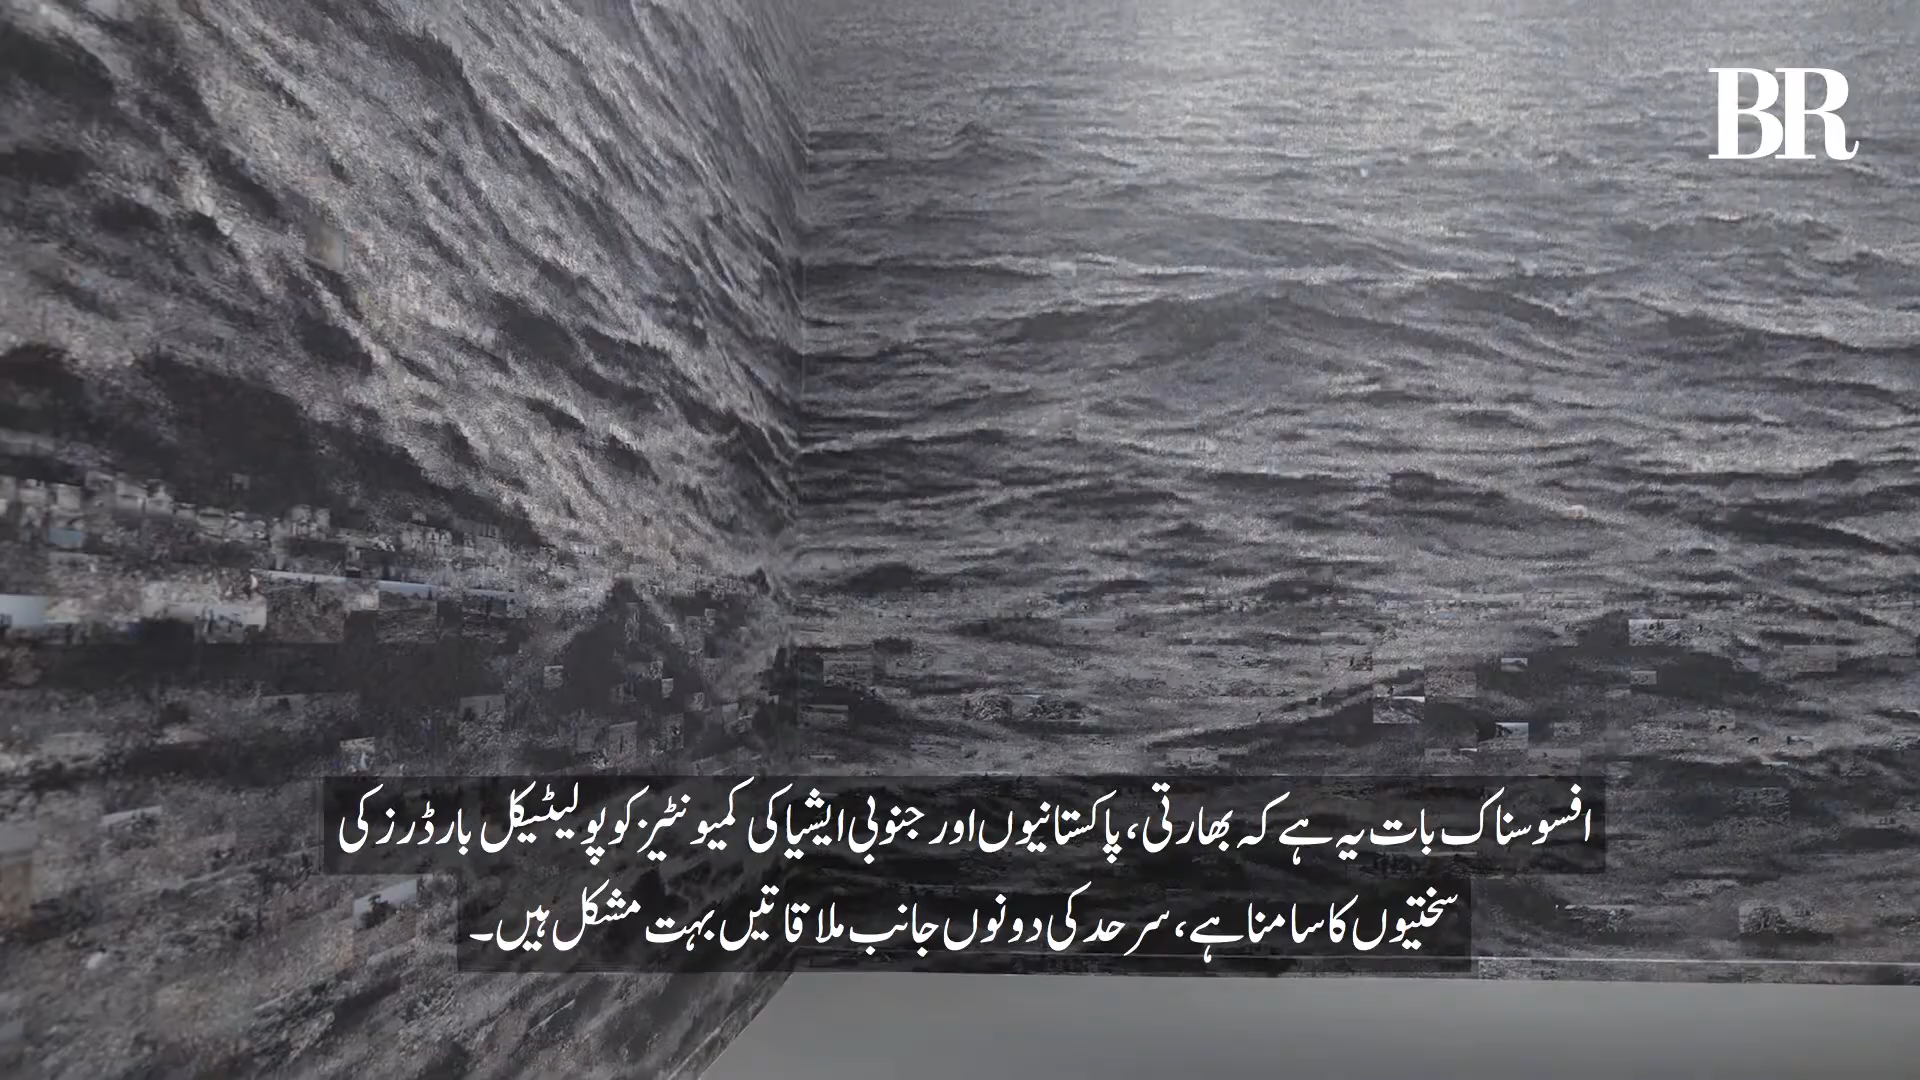 BR
افسوسناک بات یہ ہے کہ بھارتی، پاکستانیوں اور جنوبی ایشیا کی کمیونٹیز کو پولیٹیکل بارڈرز کی
سختیوں کا سامنا ہے، سرحد کی دونوں جانب ملاقاتیں بہت مشکل ہیں۔